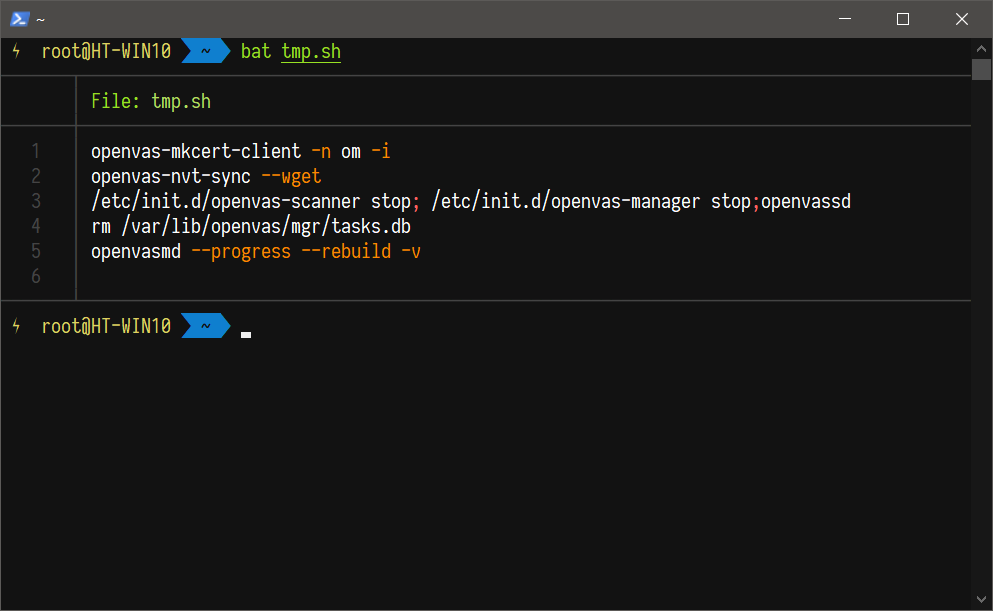 ~
⚡ root@HT-WIN10 ~ bat tmp.sh
File: tmp.sh
1 openvas-mkcert-client -n om -i
2 openvas-nvt-sync --wget
3 /etc/init.d/openvas-scanner stop; /etc/init.d/openvas-manager stop;openvassd
4 rm /var/lib/openvas/mgr/tasks.db
5 openvasmd --progress --rebuild -v
6
⚡ root@HT-WIN10 ~